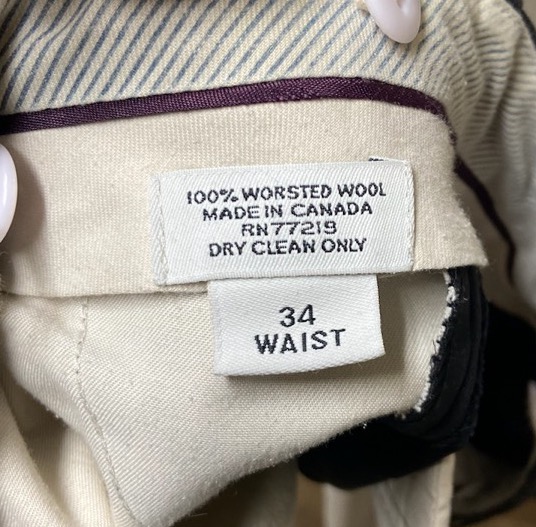 100% WORSTED WOOL
MADE IN CANADA
RN77219
DRY CLEAN ONLY
34
WAIST